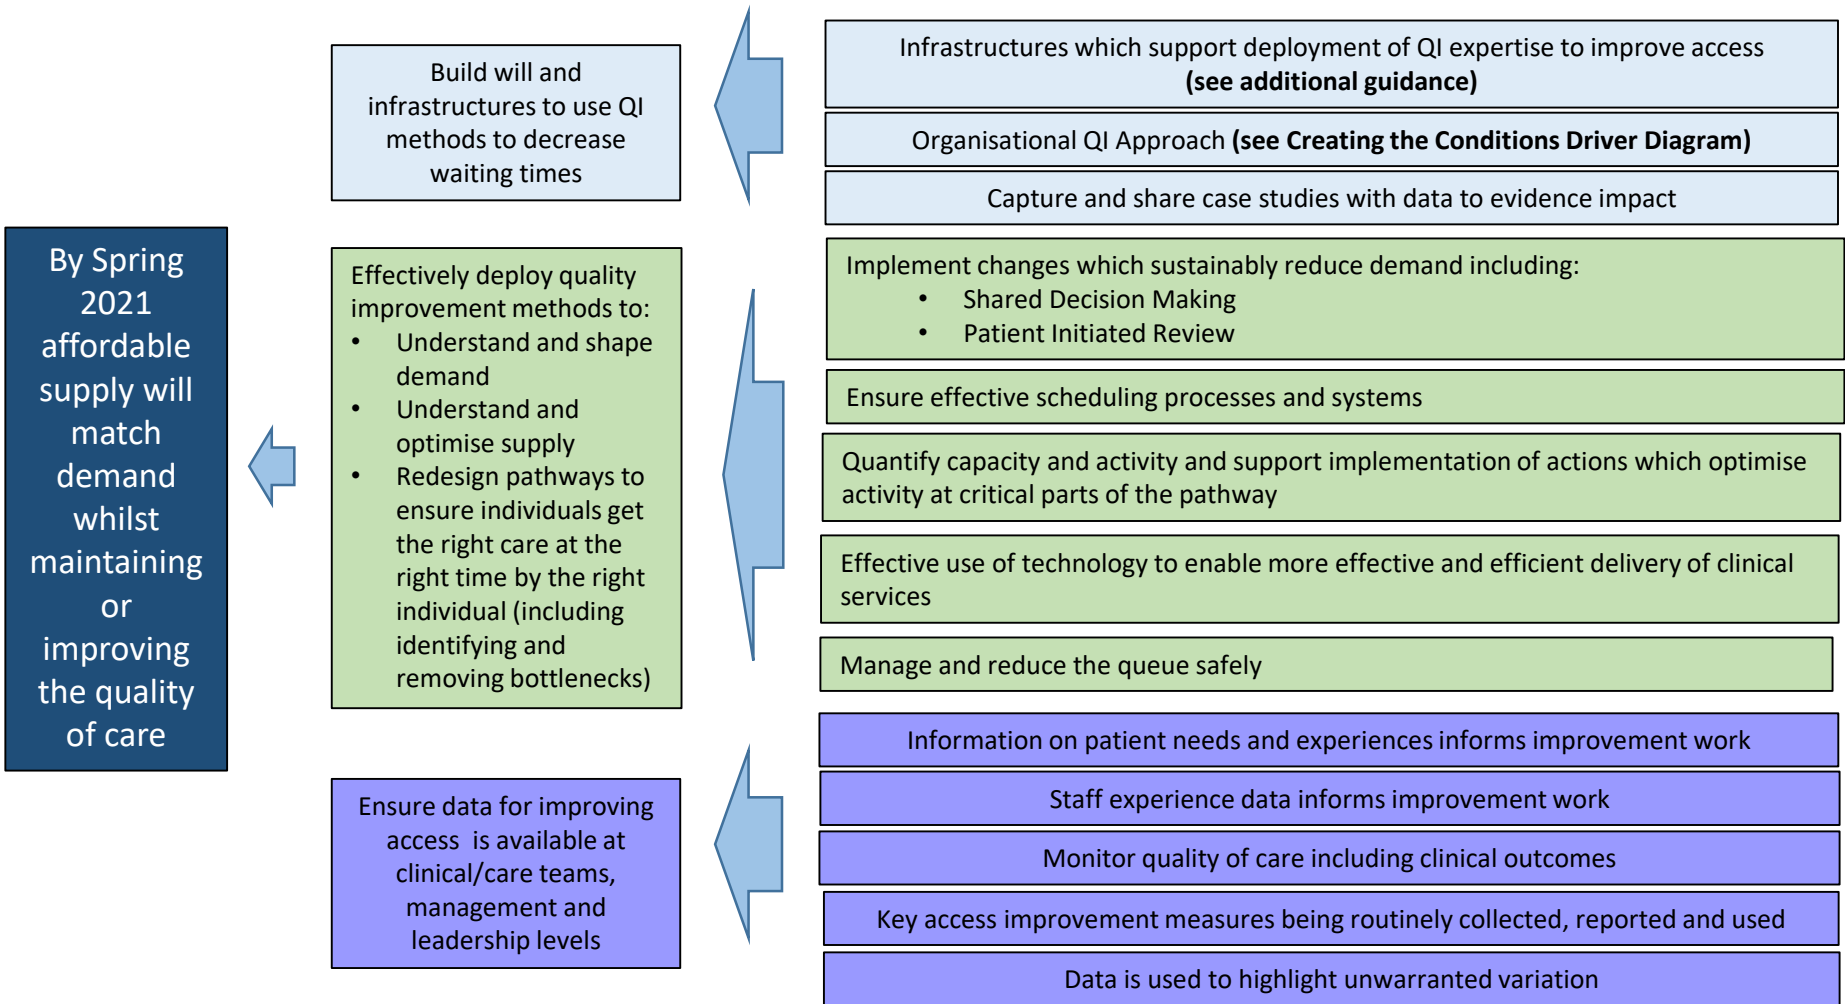 By Spring
2021
affordable
supply will
match
demand
whilst
maintaining
or
improving
the quality
of care
Build will and
infrastructures to use QI
methods to decrease
waiting times
Effectively deploy quality
improvement methods to:
• Understand and shape
demand
• Understand and
optimise supply
• Redesign pathways to
ensure individuals get
the right care at the
right time by the right
individual (including
identifying and
removing bottlenecks)
Ensure data for improving
access is available at
clinical/care teams,
management and
leadership levels
Infrastructures which support deployment of QI expertise to improve access
(see additional guidance)
Organisational QI Approach (see Creating the Conditions Driver Diagram)
Capture and share case studies with data to evidence impact
Implement changes which sustainably reduce demand including:
• Shared Decision Making
• Patient Initiated Review
Ensure effective scheduling processes and systems
Quantify capacity and activity and support implementation of actions which optimise
activity at critical parts of the pathway
Effective use of technology to enable more effective and efficient delivery of clinical
services
Manage and reduce the queue safely
Information on patient needs and experiences informs improvement work
Staff experience data informs improvement work
Monitor quality of care including clinical outcomes
Key access improvement measures being routinely collected, reported and used
Data is used to highlight unwarranted variation